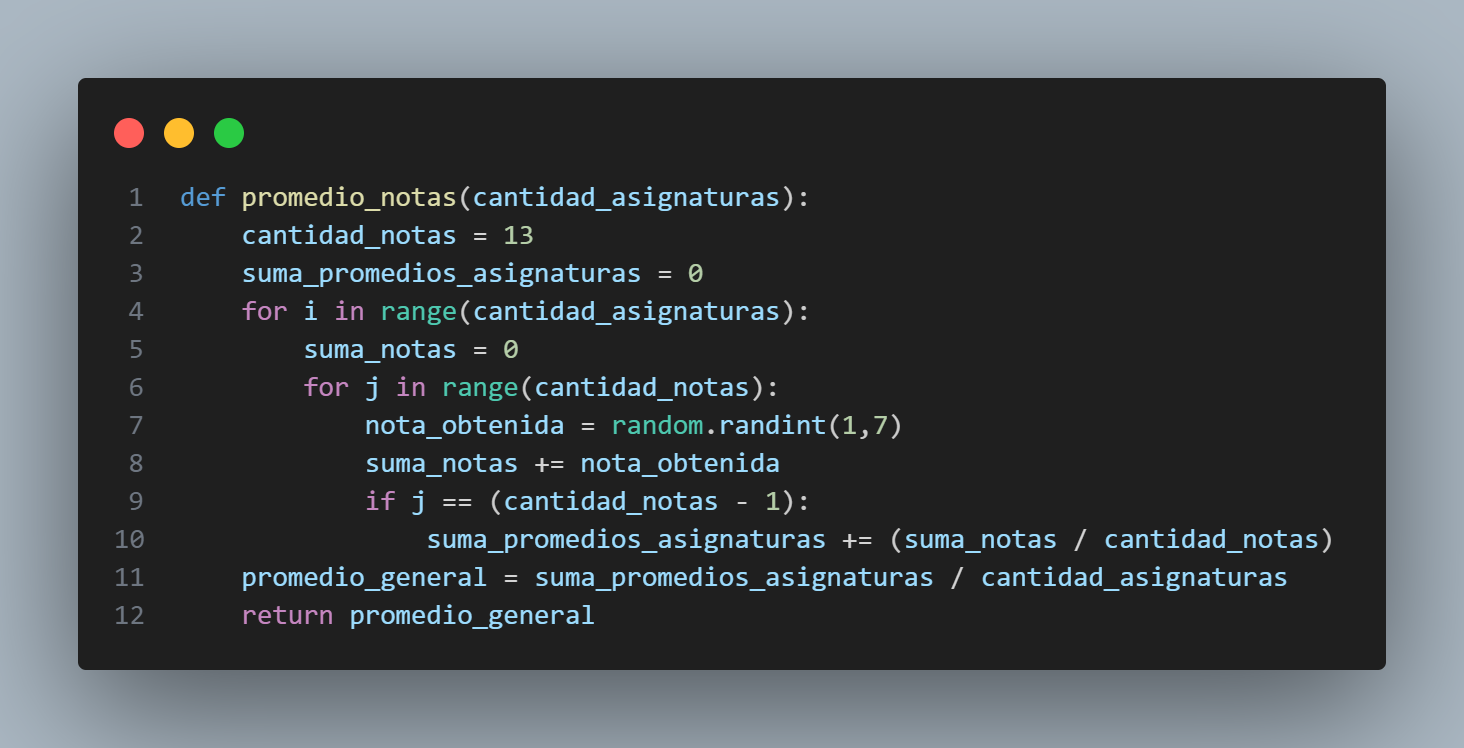 1 def promedio_notas(cantidad_asignaturas):
2     cantidad_notas = 13
3     suma_promedios_asignaturas = 0
4     for i in range(cantidad_asignaturas):
5         suma_notas = 0
6         for j in range(cantidad_notas):
7             nota_obtenida = random.randint(1,7)
8             suma_notas += nota_obtenida
9             if j == (cantidad_notas - 1):
10                 suma_promedios_asignaturas += (suma_notas / cantidad_notas)
11     promedio_general = suma_promedios_asignaturas / cantidad_asignaturas
12     return promedio_general